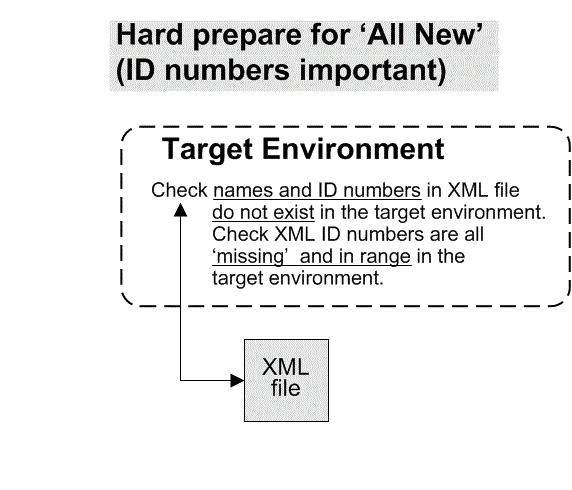 Hard prepare for ‘All New’
(ID numbers important)
Target Environment
Check names and ID numbers in XML file
do not exist in the target environment.
Check XML ID numbers are all
‘missing’ and in range in the
target environment.
XML
file